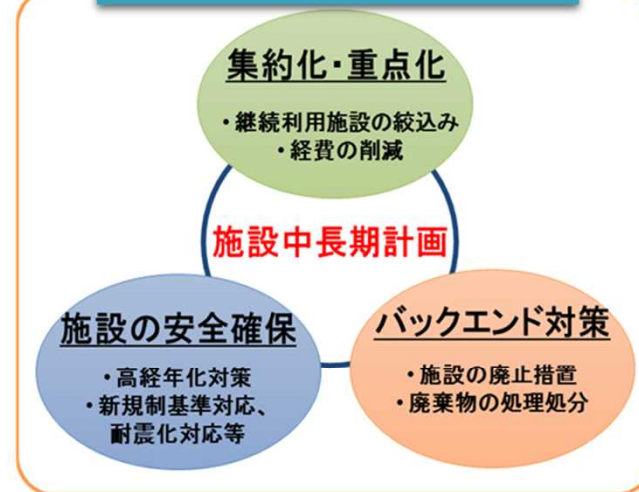 集約化・重点化
・継続利用施設の絞込み
・経費の削減
施設中長期計画
施設の安全確保
・高経年化対策
・新規制基準対応、
耐震化対応等
バックエンド対策
・施設の廃止措置
・廃棄物の処理処分